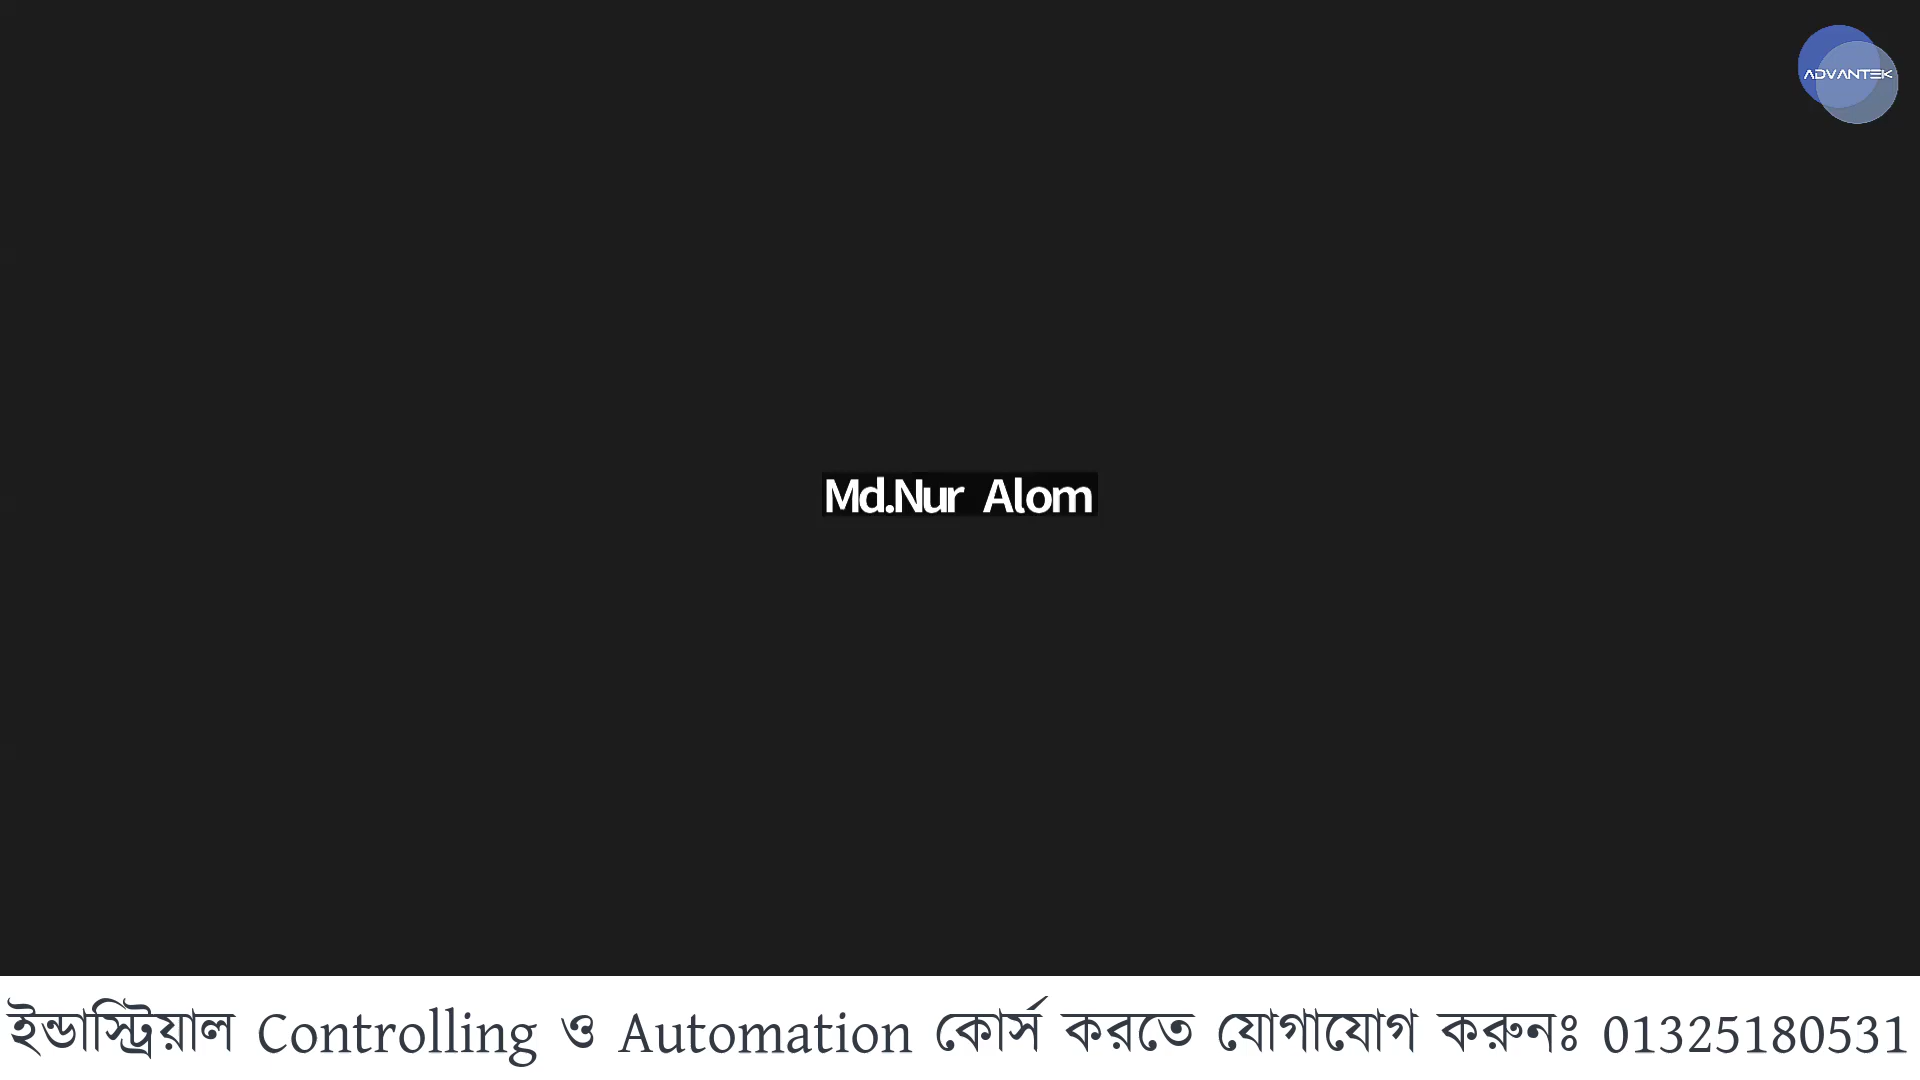 ADVANTEK
Md.Nur Alom
ইন্ডাস্ট্রিয়াল Controlling ও Automation কোর্স করতে যোগাযোগ করুনঃ 01325180531